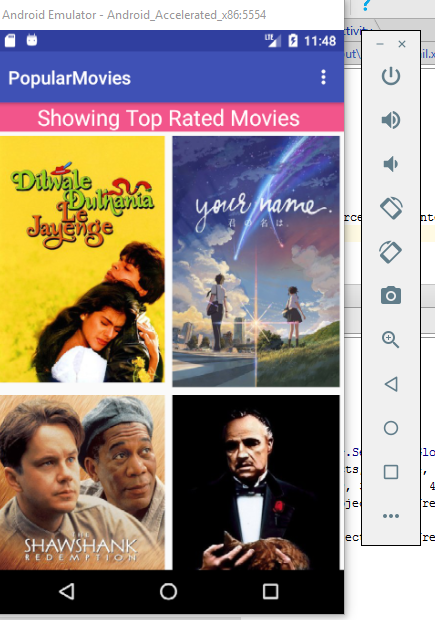 Android Emulator - Android_Accelerated_x86:5554
LTE
11:48
PopularMovies
Showing Top Rated Movies
Dilwale
Dulhania
Le
Jayenge
your name.
君の名は。
THE
SHAWSHANK
REDEMPTION